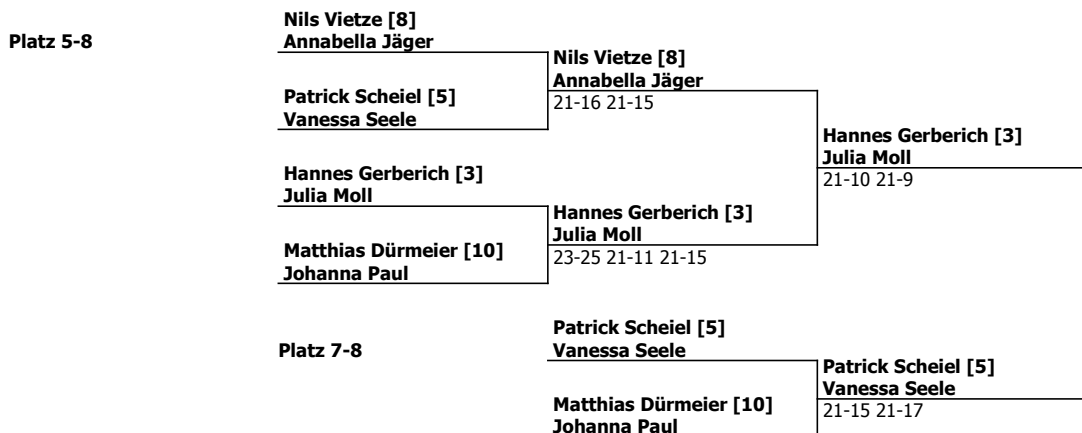 Platz 5-8
Nils Vietze [8]
Annabella Jäger
Patrick Scheiel [5]
Vanessa Seele
Hannes Gerberich [3]
Julia Moll
Matthias Dürmeier [10]
Johanna Paul
Nils Vietze [8]
Annabella Jäger
21-16 21-15
Hannes Gerberich [3]
Julia Moll
23-25 21-11 21-15
Hannes Gerberich [3]
Julia Moll
21-10 21-9
Platz 7-8
Patrick Scheiel [5]
Vanessa Seele
Matthias Dürmeier [10]
Johanna Paul
Patrick Scheiel [5]
Vanessa Seele
21-15 21-17